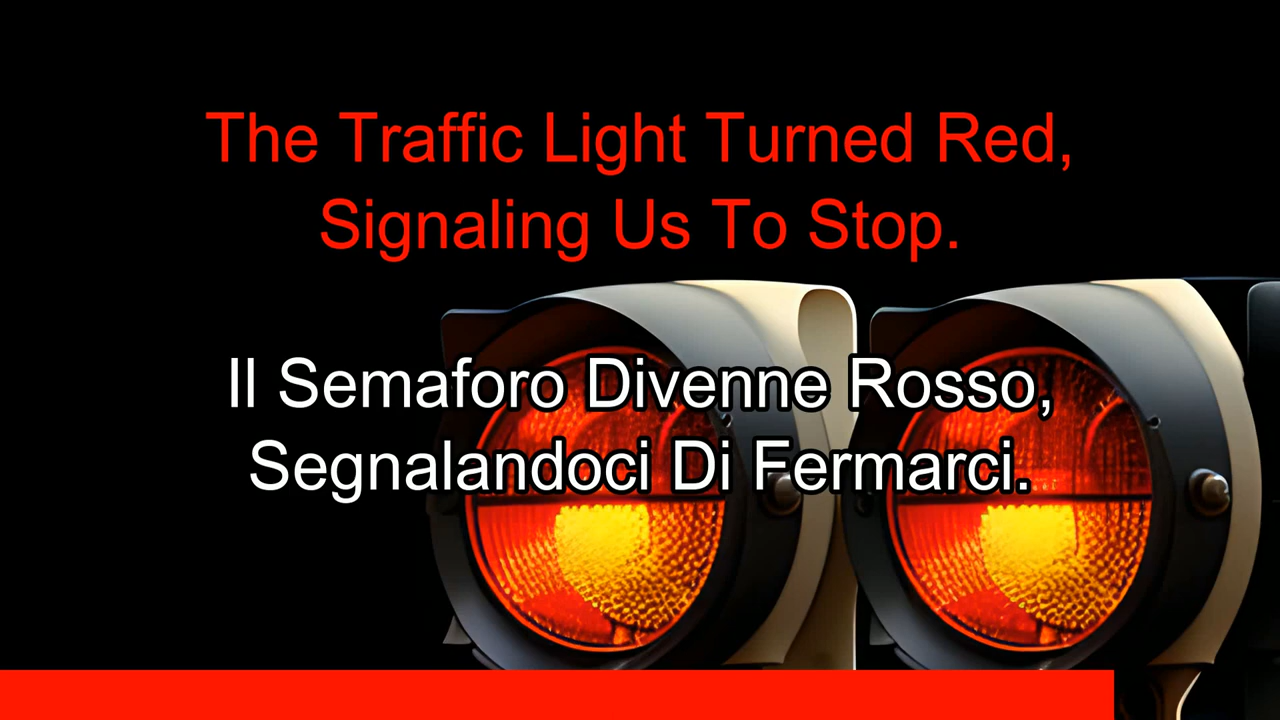 The Traffic Light Turned Red,
Signaling Us To Stop.
Il Semaforo Divenne Rosso,
Segnalandoci Di Fermarci.